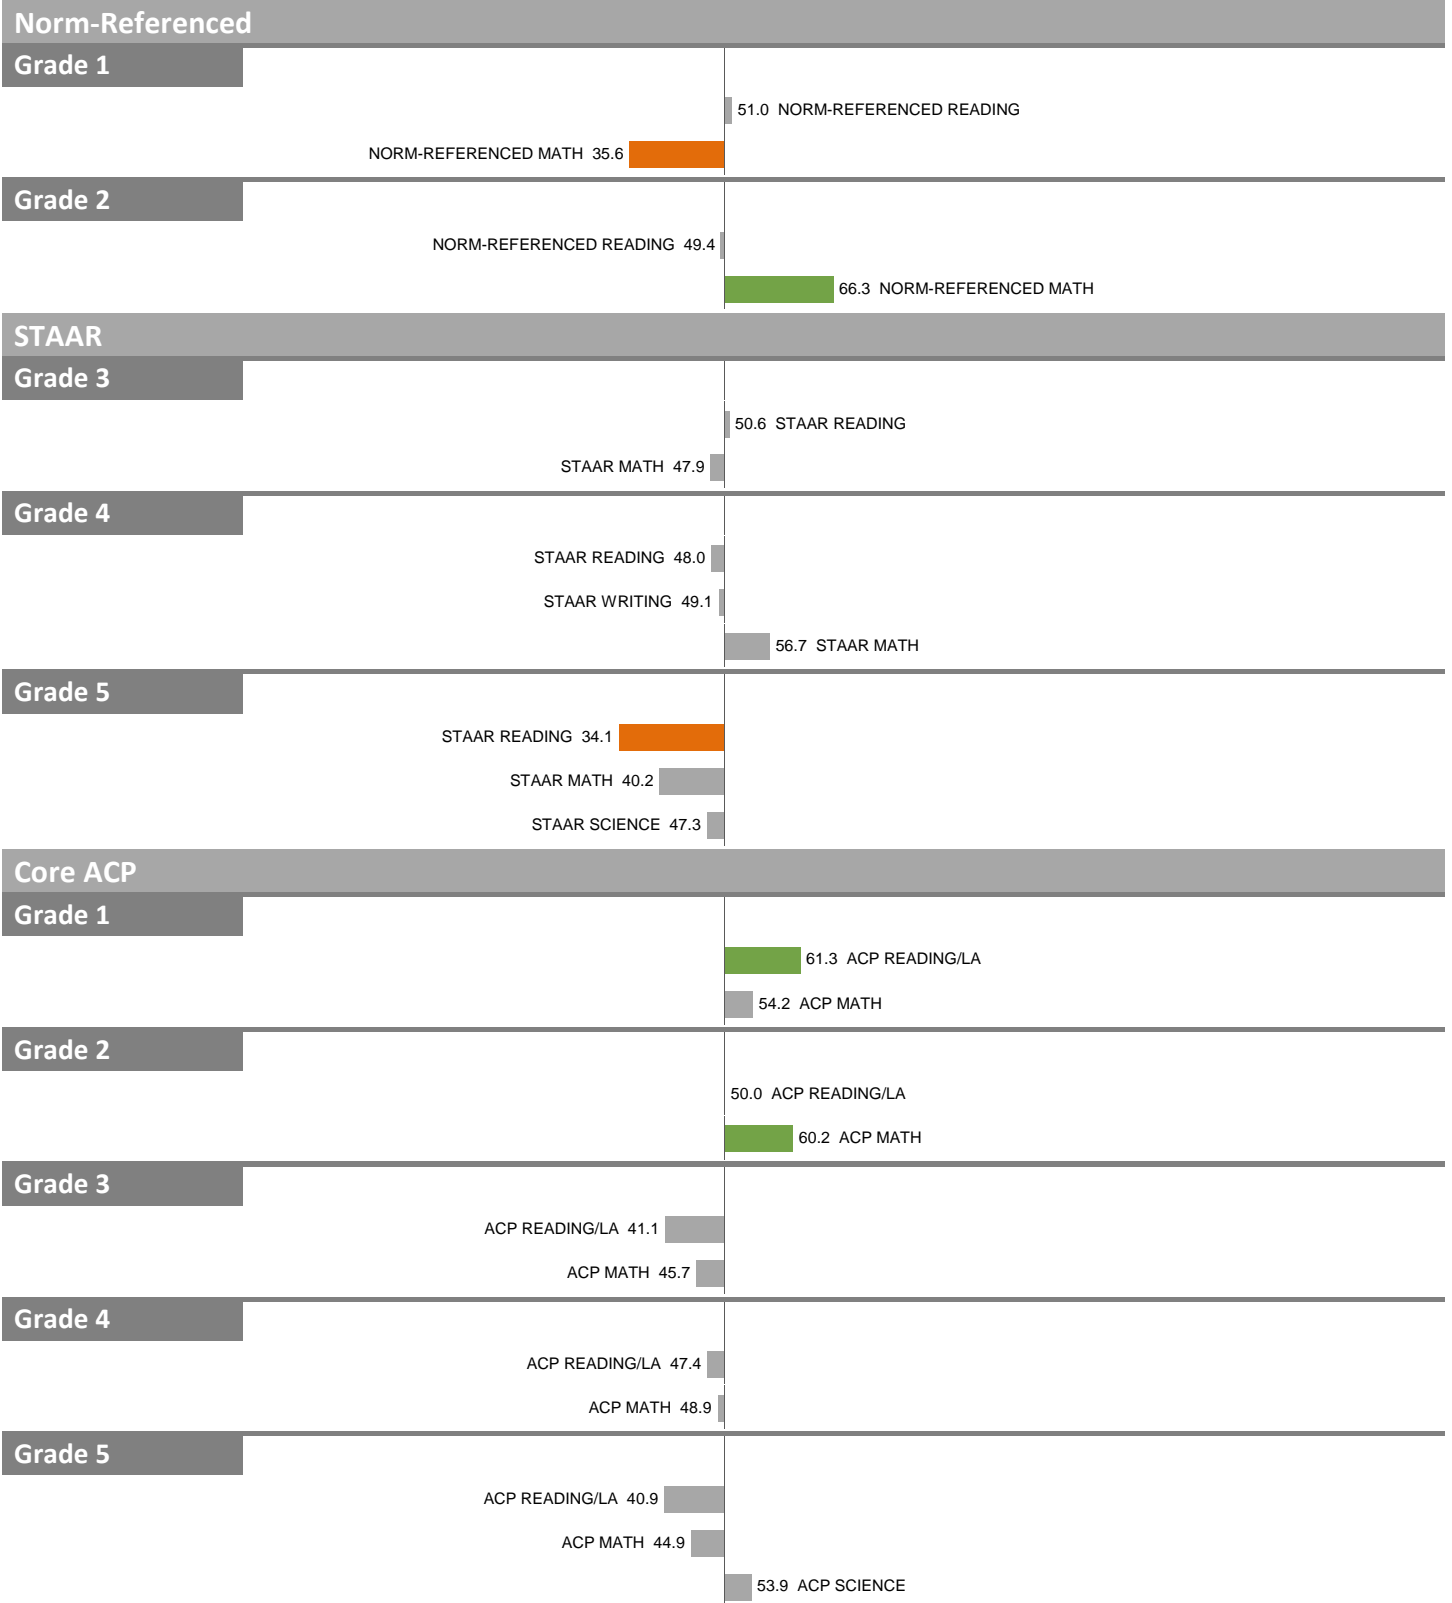 Norm-Referenced
Grade 1
51.0 NORM-REFERENCED READING
NORM-REFERENCED MATH 35.6
Grade 2
NORM-REFERENCED READING 49.4
66.3 NORM-REFERENCED MATH
STAAR
Grade 3
50.6 STAAR READING
STAAR MATH 47.9
Grade 4
STAAR READING 48.0
STAAR WRITING 49.1
56.7 STAAR MATH
Grade 5
STAAR READING 34.1
STAAR MATH 40.2
STAAR SCIENCE 47.3
Core ACP
Grade 1
61.3 ACP READING/LA
54.2 ACP MATH
Grade 2
50.0 ACP READING/LA
60.2 ACP MATH
Grade 3
ACP READING/LA 41.1
ACP MATH 45.7
Grade 4
ACP READING/LA 47.4
ACP MATH 48.9
Grade 5
ACP READING/LA 40.9
ACP MATH 44.9
53.9 ACP SCIENCE